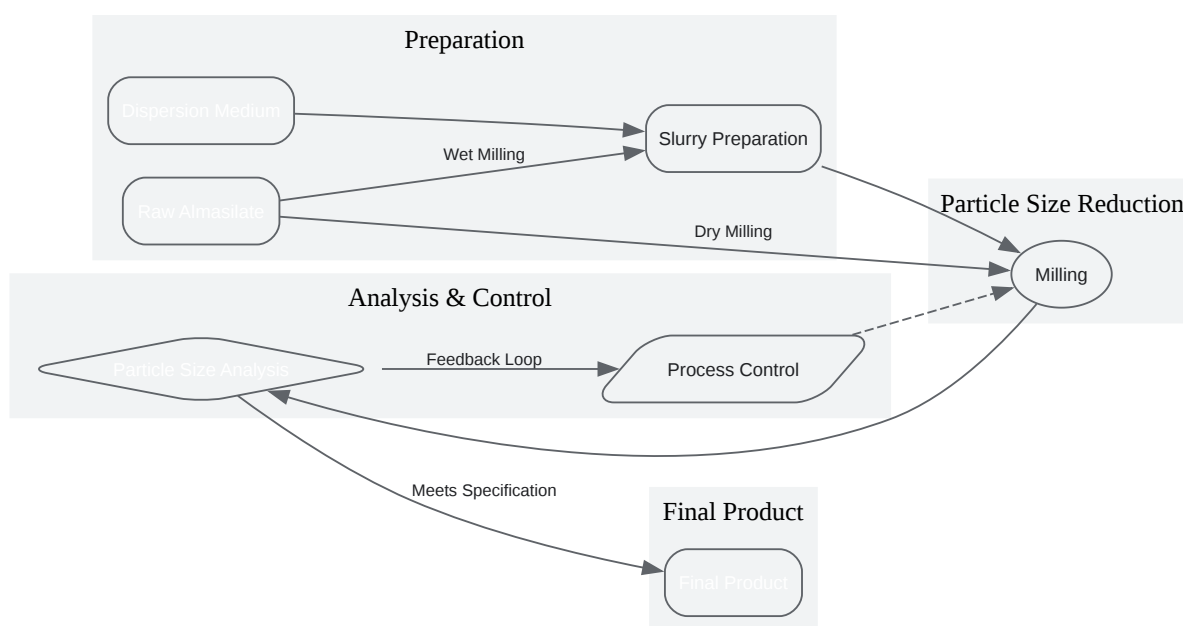 Preparation
Dispersion Medium
Slurry Preparation
Wet Milling
Raw Almasilate
Dry Milling
Particle Size Reduction
Milling
Analysis & Control
Particle Size Analysis
Feedback Loop
Process Control
Meets Specification
Final Product
Final Product